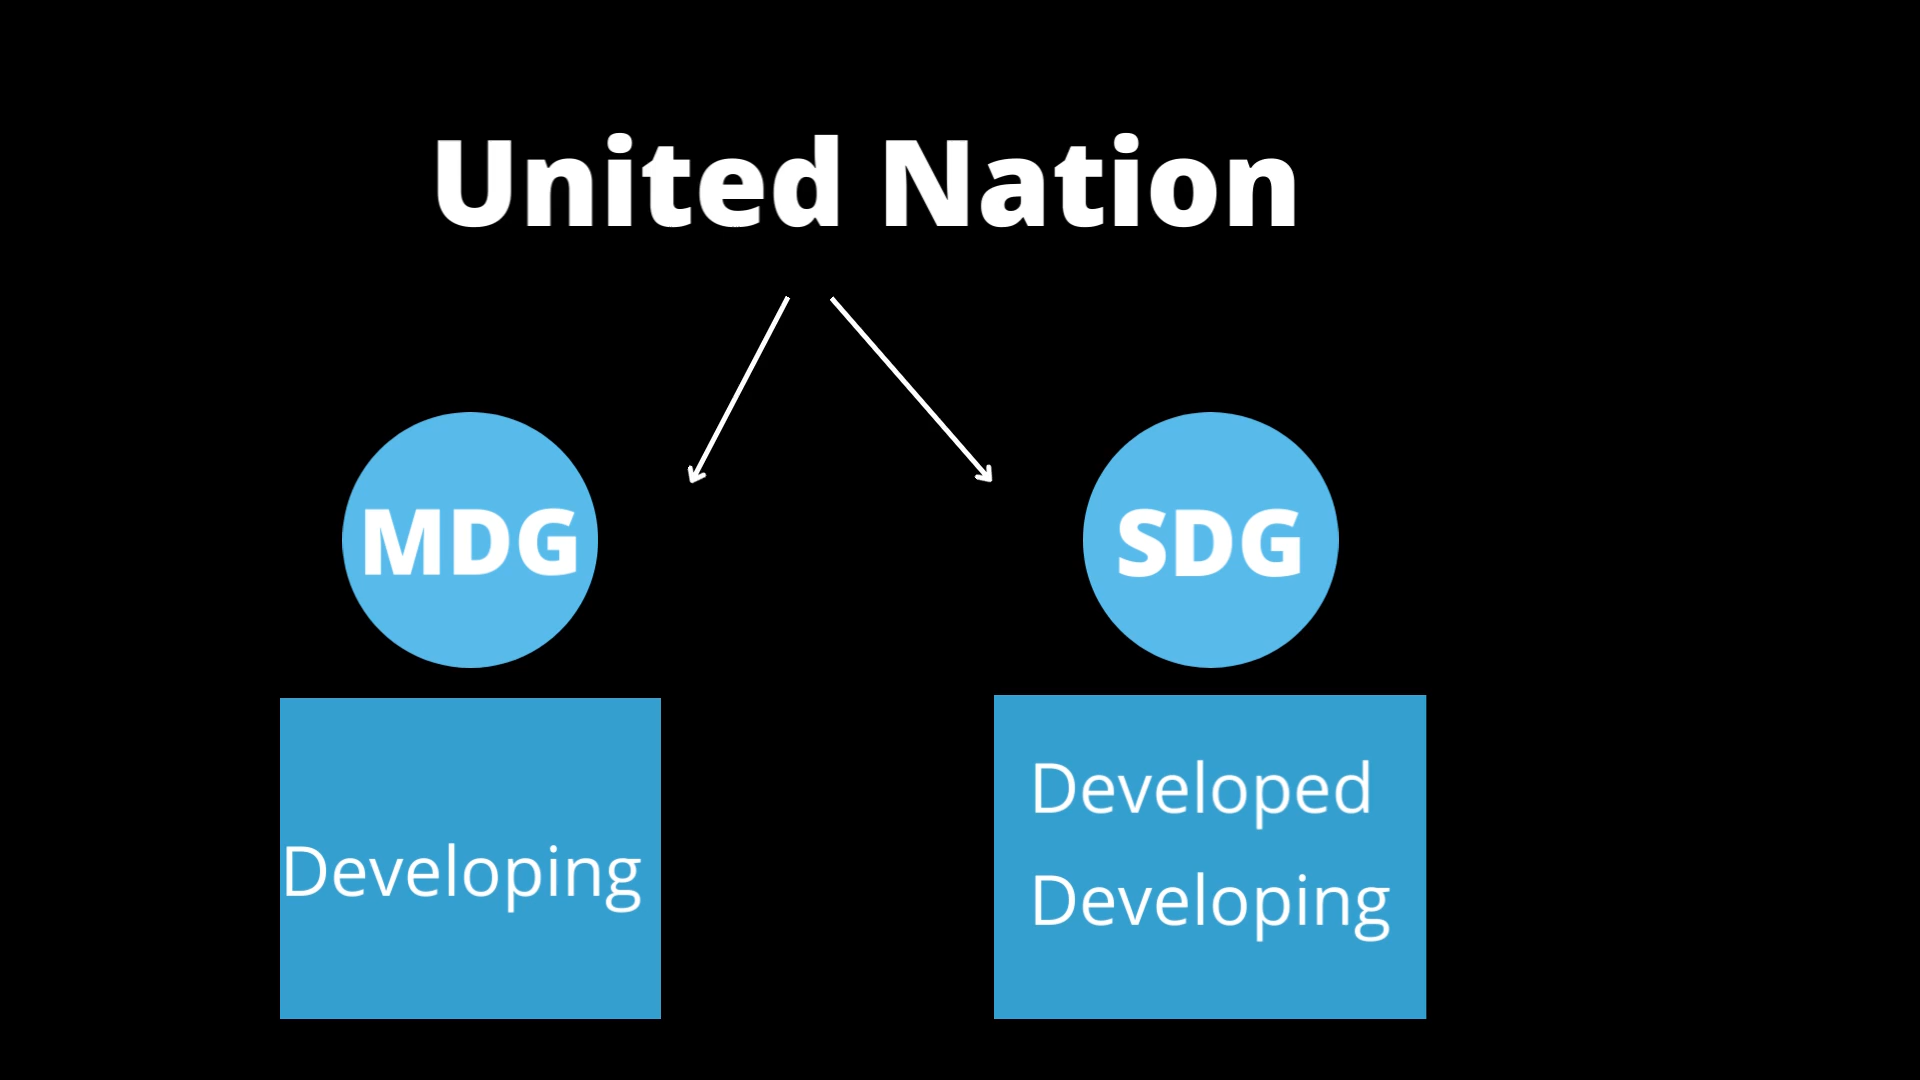 United Nation
MDG
SDG
Developing
Developed
Developing